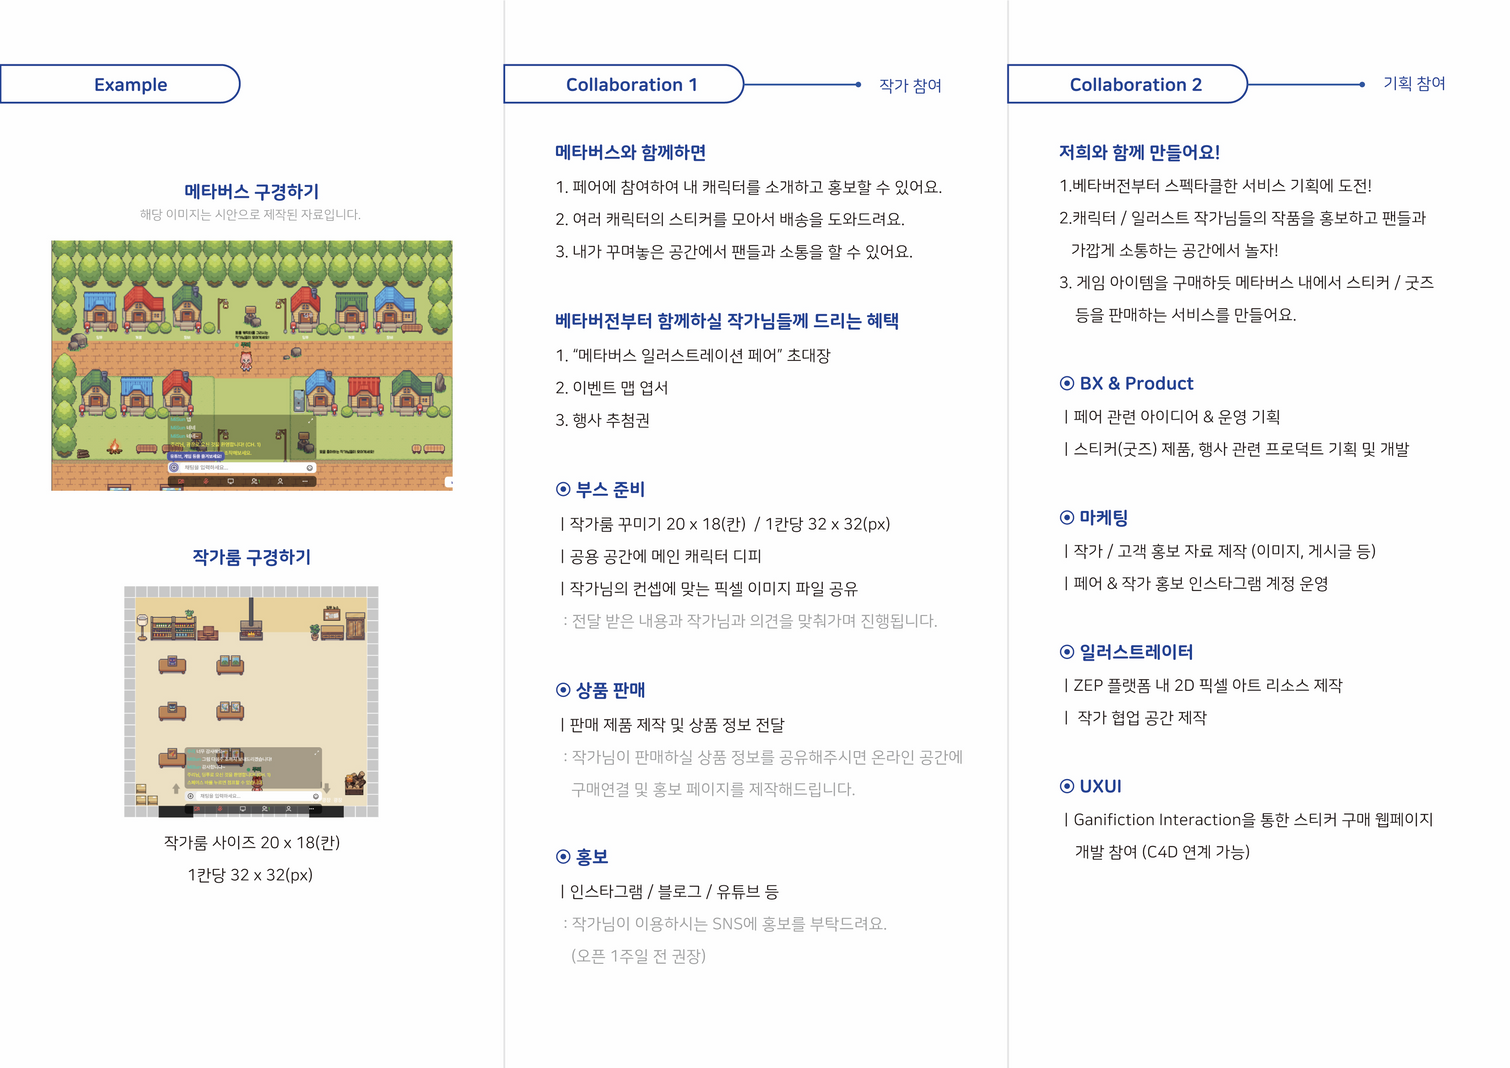 Example
메타버스 구경하기
해당 이미지는 시안으로 제작된 자료입니다.
채팅을 입력하세요...
작가룸 구경하기
채팅을 입력하세요...
작가룸 사이즈 20 x 18(칸)
1칸당 32 x 32(px)
Collaboration 1
작가 참여
메타버스와 함께하면
1. 페어에 참여하여 내 캐릭터를 소개하고 홍보할 수 있어요.
2. 여러 캐릭터의 스티커를 모아서 배송을 도와드려요.
3. 내가 꾸며놓은 공간에서 팬들과 소통을 할 수 있어요.
베타버전부터 함께하실 작가님들께 드리는 혜택
1. “메타버스 일러스트레이션 페어” 초대장
2. 이벤트 맵 엽서
3. 행사 추첨권
부스 준비
| 작가룸 꾸미기 20 x 18(칸) / 1칸당 32 x 32(px)
| 공용 공간에 메인 캐릭터 디피
| 작가님의 컨셉에 맞는 픽셀 이미지 파일 공유
: 전달 받은 내용과 작가님과 의견을 맞춰가며 진행됩니다.
상품 판매
| 판매 제품 제작 및 상품 정보 전달
: 작가님이 판매하실 상품 정보를 공유해주시면 온라인 공간에
구매연결 및 홍보 페이지를 제작해드립니다.
홍보
| 인스타그램 / 블로그 / 유튜브 등
: 작가님이 이용하시는 SNS에 홍보를 부탁드려요.
(오픈 1주일 전 권장)
Collaboration 2
기획 참여
저희와 함께 만들어요!
1.베타버전부터 스펙타클한 서비스 기획에 도전!
2.캐릭터 / 일러스트 작가님들의 작품을 홍보하고 팬들과
가깝게 소통하는 공간에서 놀자!
3. 게임 아이템을 구매하듯 메타버스 내에서 스티커 / 굿즈
등을 판매하는 서비스를 만들어요.
BX & Product
| 페어 관련 아이디어 & 운영 기획
| 스티커(굿즈) 제품, 행사 관련 프로덕트 기획 및 개발
마케팅
| 작가 / 고객 홍보 자료 제작 (이미지, 게시글 등)
| 페어 & 작가 홍보 인스타그램 계정 운영
일러스트레이터
| ZEP 플랫폼 내 2D 픽셀 아트 리소스 제작
| 작가 협업 공간 제작
UXUI
| Ganifiction Interaction을 통한 스티커 구매 웹페이지
개발 참여 (C4D 연계 가능)